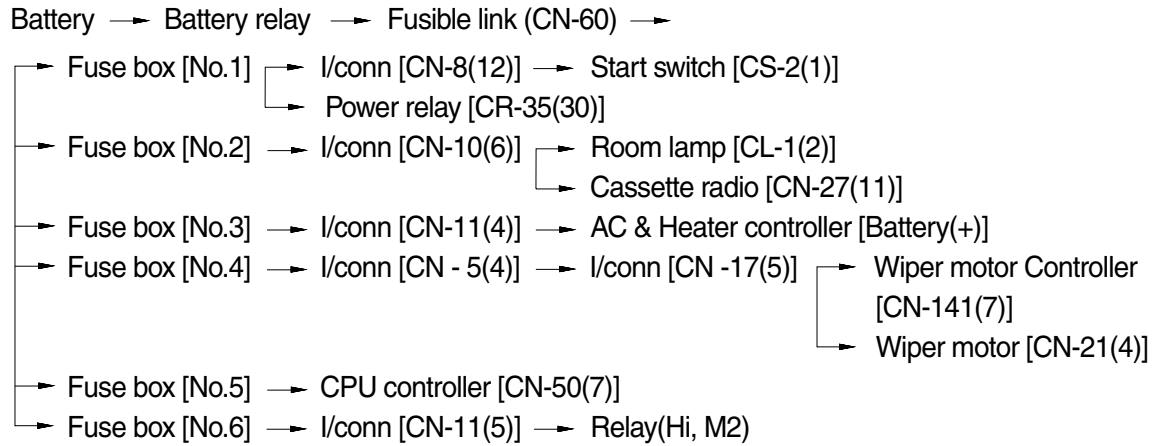 Battery → Battery relay → Fusible link (CN-60) →
Fuse box [No.1] → I/conn [CN-8(12)] → Start switch [CS-2(1)]
→ Power relay [CR-35(30)]
→ Fuse box [No.2] → I/conn [CN-10(6)] → Room lamp [CL-1(2)]
→ Cassette radio [CN-27(11)]
→ Fuse box [No.3] → I/conn [CN-11(4)] → AC & Heater controller [Battery(+)]
→ Fuse box [No.4] → I/conn [CN - 5(4)] → I/conn [CN -17(5)] → Wiper motor Controller
[CN-141(7)]
→ Wiper motor [CN-21(4)]
→ Fuse box [No.5] → CPU controller [CN-50(7)]
→ Fuse box [No.6] → I/conn [CN-11(5)] → Relay(Hi, M2)